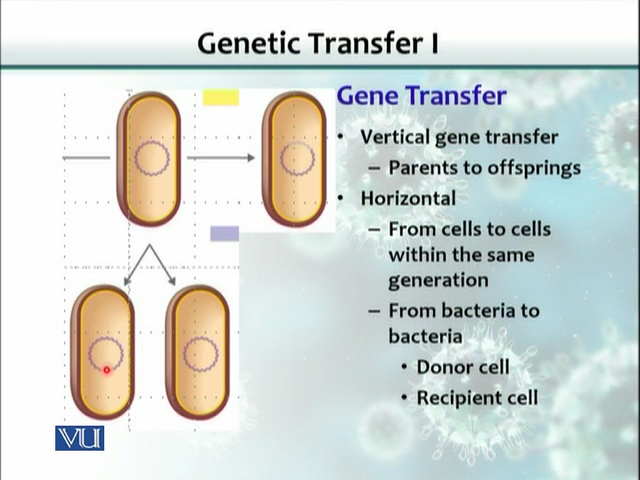 Genetic Transfer I
Gene Transfer
• Vertical gene transfer
– Parents to offsprings
• Horizontal
– From cells to cells
within the same
generation
– From bacteria to
bacteria
• Donor cell
• Recipient cell
VU